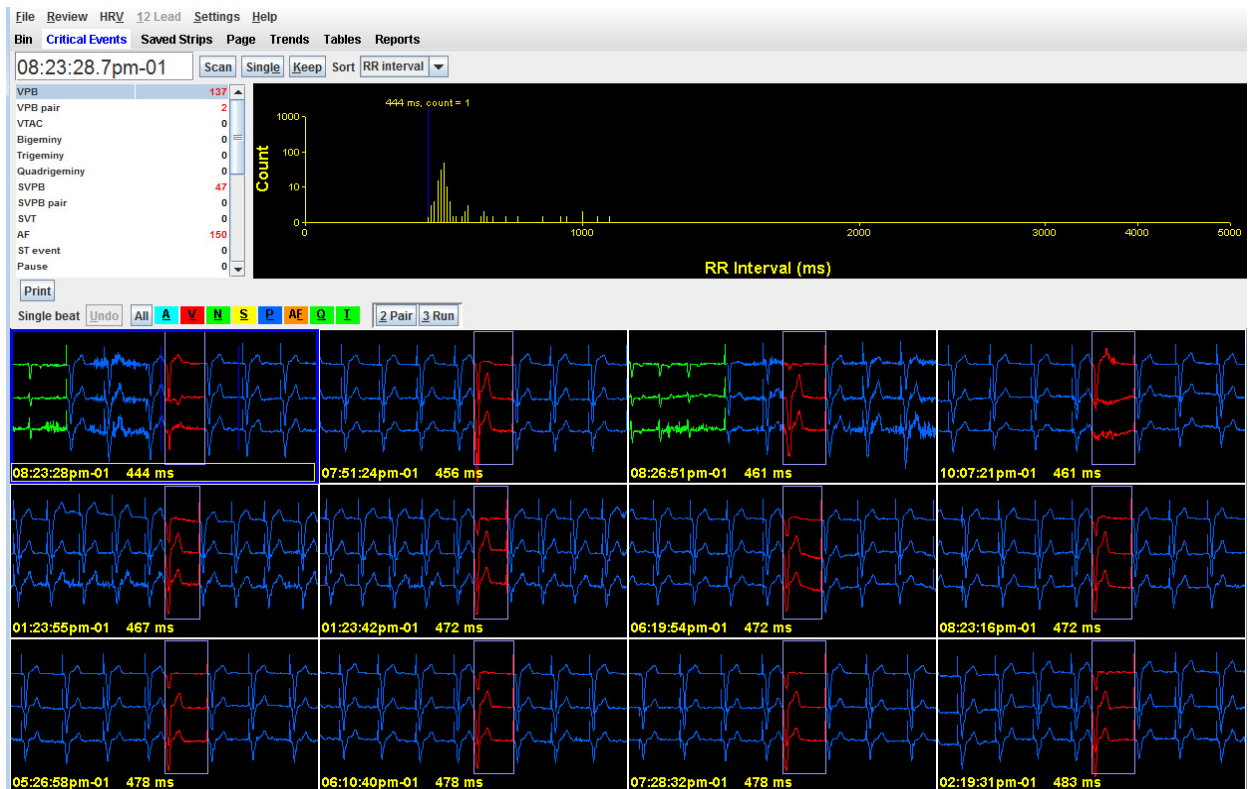 File Review HRV 12 Lead Settings Help
Bin Critical Events Saved Strips Page Trends Tables Reports
08:23:28.7pm-01 Scan Single Keep Sort RR interval
VPB 137
VPB pair 2
VTAC 0
Bigeminy 0
Trigeminy 0
Quadrigeminy 0
SVPB 47
SVPB pair 0
SVT 0
AF 150
ST event 0
Pause 0
444 ms, count = 1
1000
100
10
0
Count
0 1000 2000 3000 4000 5000
RR Interval (ms)
Print
Single beat Undo All A V N S P AF Q T 2 Pair 3 Run
08:23:28pm-01 444 ms
07:51:24pm-01 456 ms
08:26:51pm-01 461 ms
10:07:21pm-01 461 ms
01:23:55pm-01 467 ms
01:23:42pm-01 472 ms
06:19:54pm-01 472 ms
08:23:16pm-01 472 ms
05:26:58pm-01 478 ms
06:10:40pm-01 478 ms
07:28:32pm-01 478 ms
02:19:31pm-01 483 ms